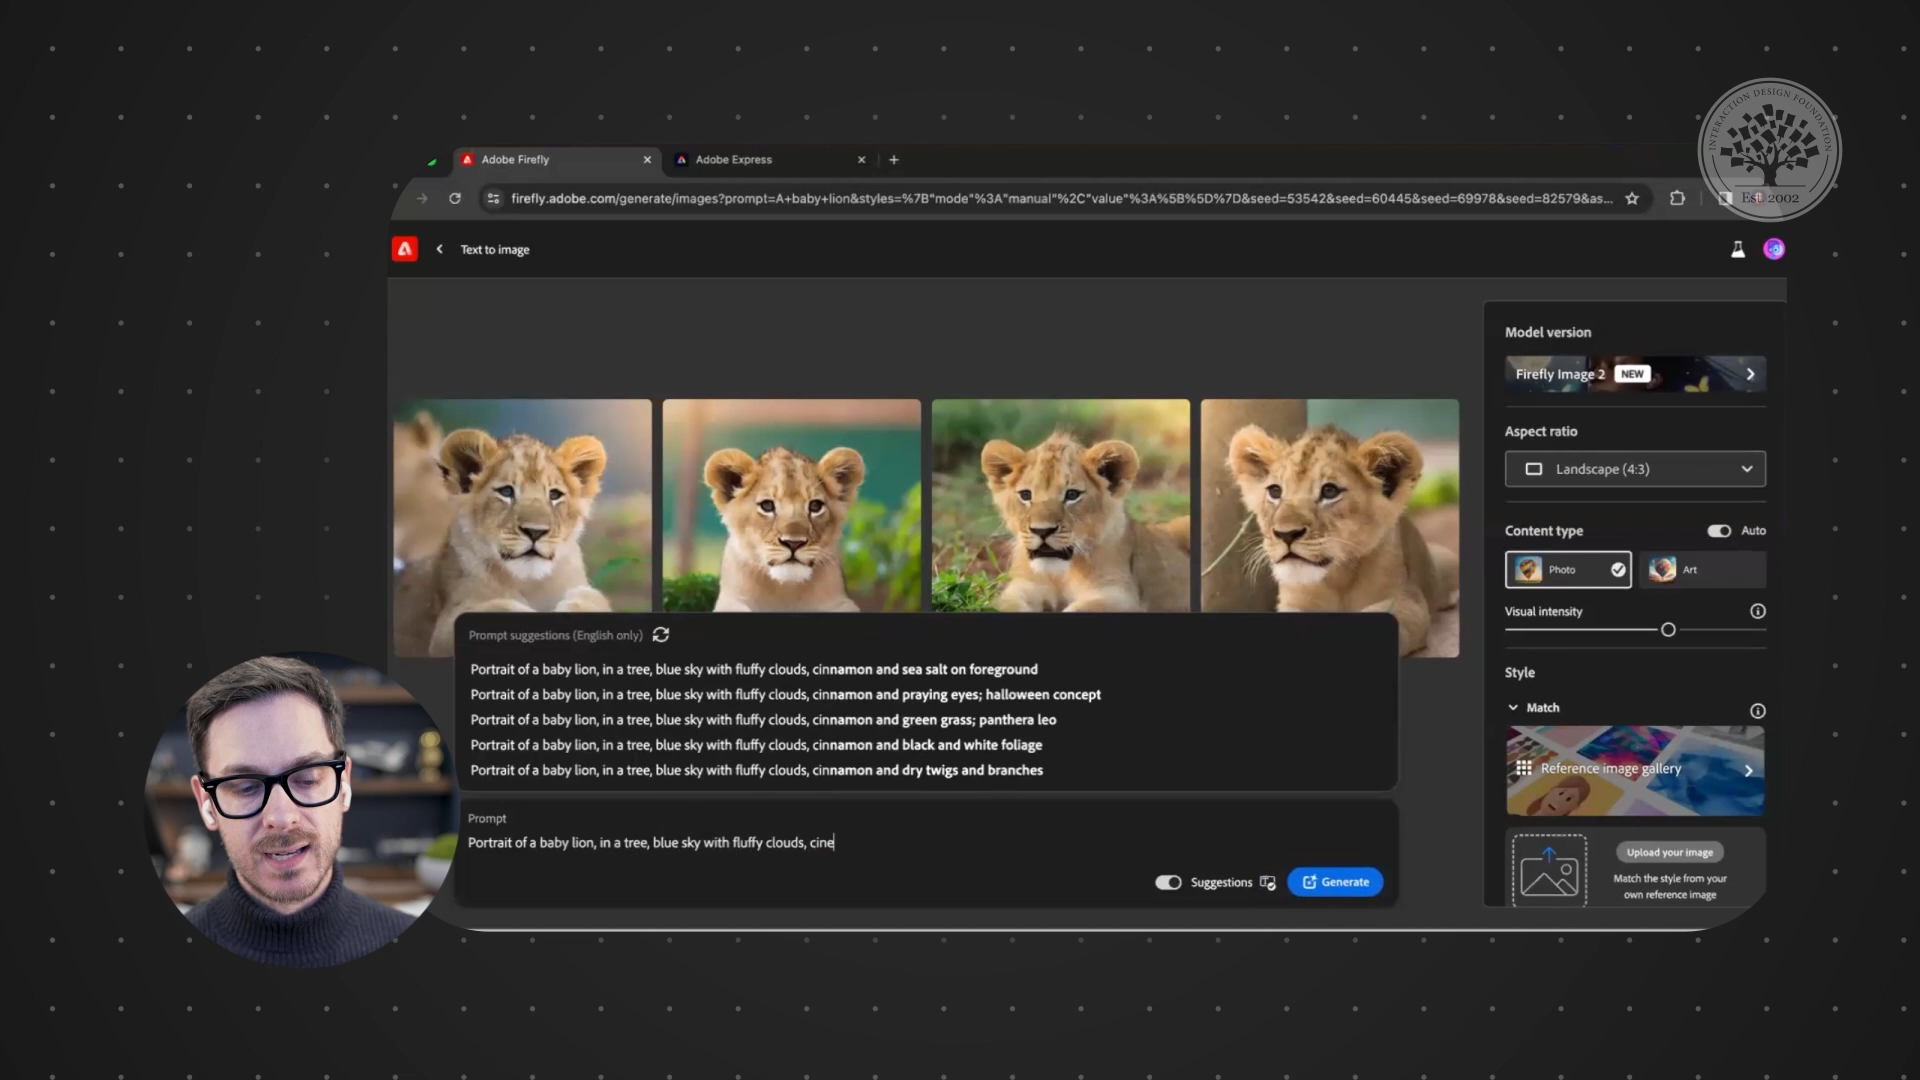 INTERACTION DESIGN FOUNDATION
Est. 2002
Adobe Firefly
Adobe Express
firefly.adobe.com/generate/images?prompt=A+baby+lion&styles=%7B"mode"%3A"manual"%2C"value"%3A%5B%5D%7D&seed=53542&seed=60445&seed=69978&seed=82579&as...
Text to image
Model version
Firefly Image 2 NEW
Aspect ratio
Landscape (4:3)
Content type Auto
Photo Art
Visual intensity
Style
Match
Reference image gallery
Upload your image
Match the style from your
own reference image
Prompt suggestions (English only)
Portrait of a baby lion, in a tree, blue sky with fluffy clouds, cinnamon and sea salt on foreground
Portrait of a baby lion, in a tree, blue sky with fluffy clouds, cinnamon and praying eyes; halloween concept
Portrait of a baby lion, in a tree, blue sky with fluffy clouds, cinnamon and green grass; panthera leo
Portrait of a baby lion, in a tree, blue sky with fluffy clouds, cinnamon and black and white foliage
Portrait of a baby lion, in a tree, blue sky with fluffy clouds, cinnamon and dry twigs and branches
Prompt
Portrait of a baby lion, in a tree, blue sky with fluffy clouds, cine
Suggestions Generate